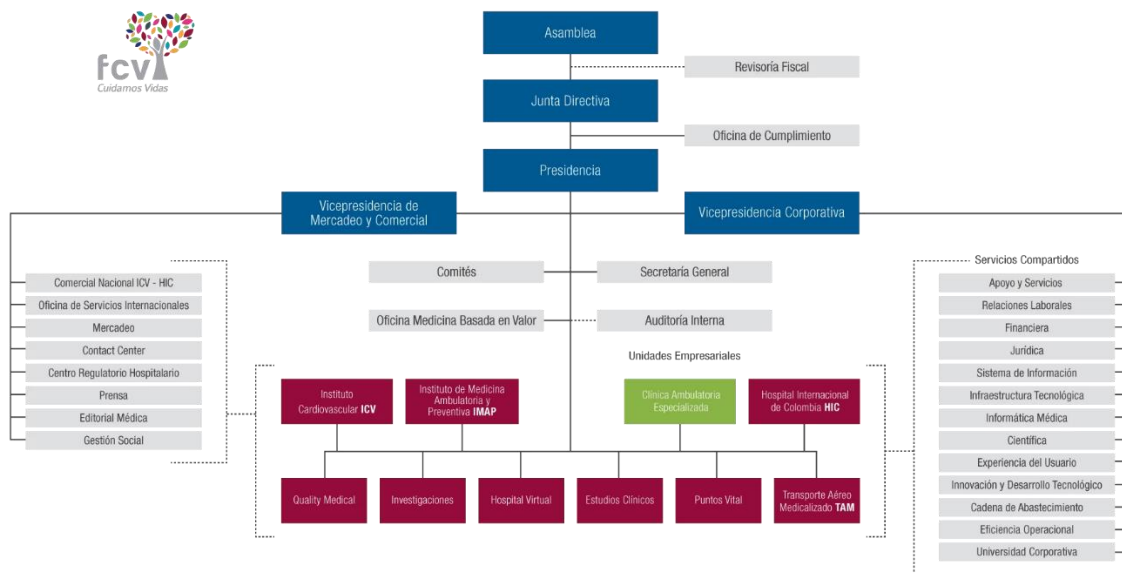 fcv
Cuidamos Vidas
Asamblea
Revisoría Fiscal
Junta Directiva
Oficina de Cumplimiento
Presidencia
Vicepresidencia de
Mercadeo y Comercial
Vicepresidencia Corporativa
Comités
Secretaría General
Oficina Medicina Basada en Valor
Auditoría Interna
Comercial Nacional ICV - HIC
Oficina de Servicios Internacionales
Mercadeo
Contact Center
Centro Regulatorio Hospitalario
Prensa
Editorial Médica
Gestión Social
Unidades Empresariales
Instituto
Cardiovascular ICV
Instituto de Medicina
Ambulatoria y
Preventiva IMAP
Clínica Ambulatoria
Especializada
Hospital Internacional
de Colombia HIC
Quality Medical
Investigaciones
Hospital Virtual
Estudios Clínicos
Puntos Vital
Transporte Aéreo
Medicalizado TAM
Servicios Compartidos
Apoyo y Servicios
Relaciones Laborales
Financiera
Jurídica
Sistema de Información
Infraestructura Tecnológica
Informática Médica
Científica
Experiencia del Usuario
Innovación y Desarrollo Tecnológico
Cadena de Abastecimiento
Eficiencia Operacional
Universidad Corporativa